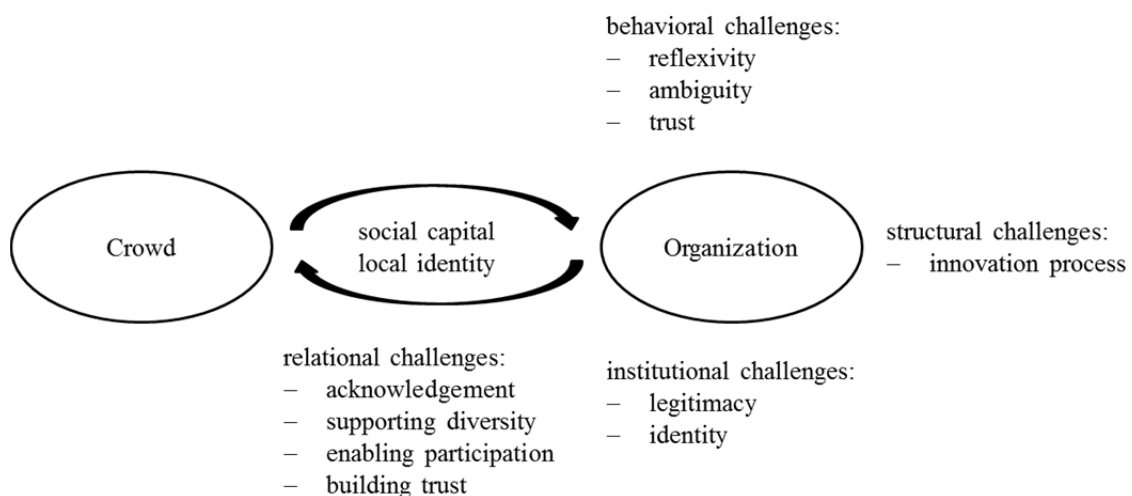 behavioral challenges:
– reflexivity
– ambiguity
– trust
Crowd
social capital
local identity
Organization
structural challenges:
– innovation process
relational challenges:
– acknowledgement
– supporting diversity
– enabling participation
– building trust
institutional challenges:
– legitimacy
– identity